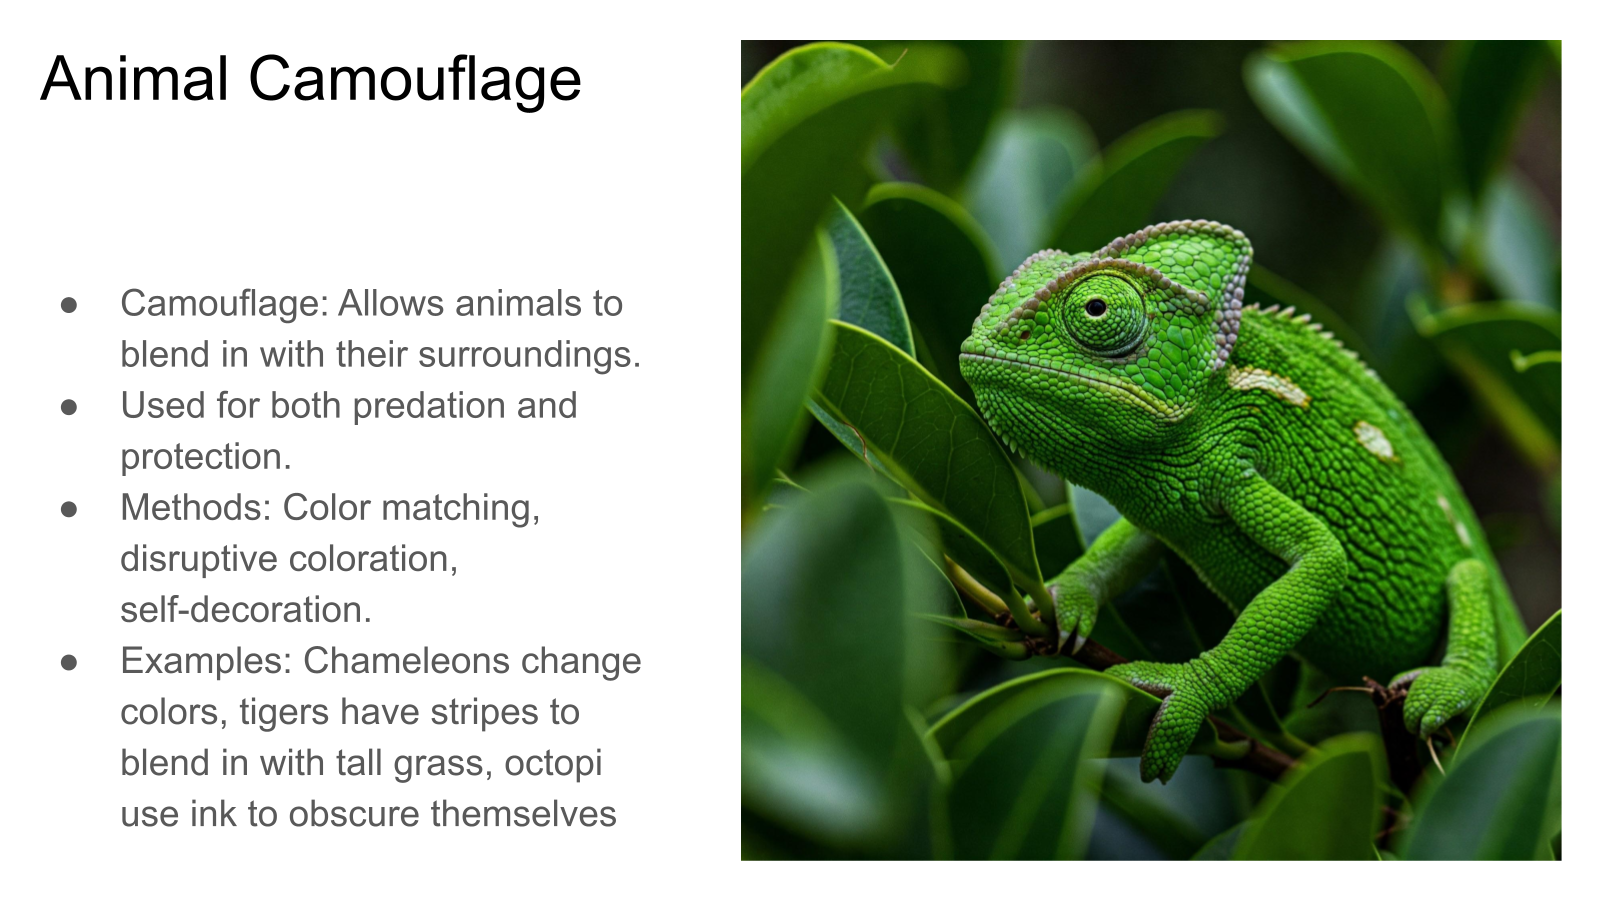 Animal Camouflage
● Camouflage: Allows animals to
blend in with their surroundings.
● Used for both predation and
protection.
● Methods: Color matching,
disruptive coloration,
self-decoration.
● Examples: Chameleons change
colors, tigers have stripes to
blend in with tall grass, octopi
use ink to obscure themselves